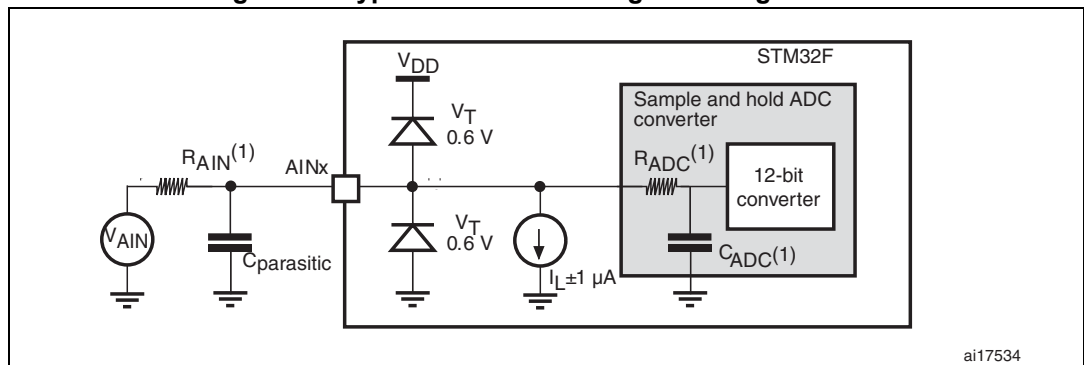 STM32F
VDD
Sample and hold ADC
converter
VT
0.6 V
RAIN(1)
AINx
RADC(1)
12-bit
converter
VAIN
Cparasitic
VT
0.6 V
IL±1 µA
CADC(1)
ai17534